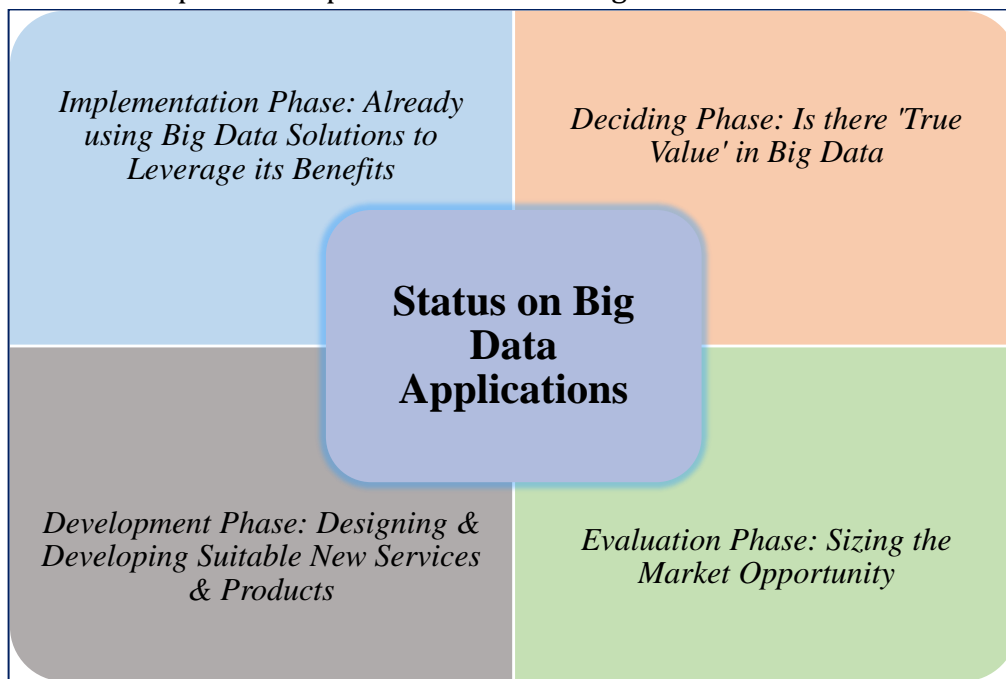 Implementation Phase: Already
using Big Data Solutions to
Leverage its Benefits
Deciding Phase: Is there 'True
Value' in Big Data
Status on Big
Data
Applications
Development Phase: Designing &
Developing Suitable New Services
& Products
Evaluation Phase: Sizing the
Market Opportunity